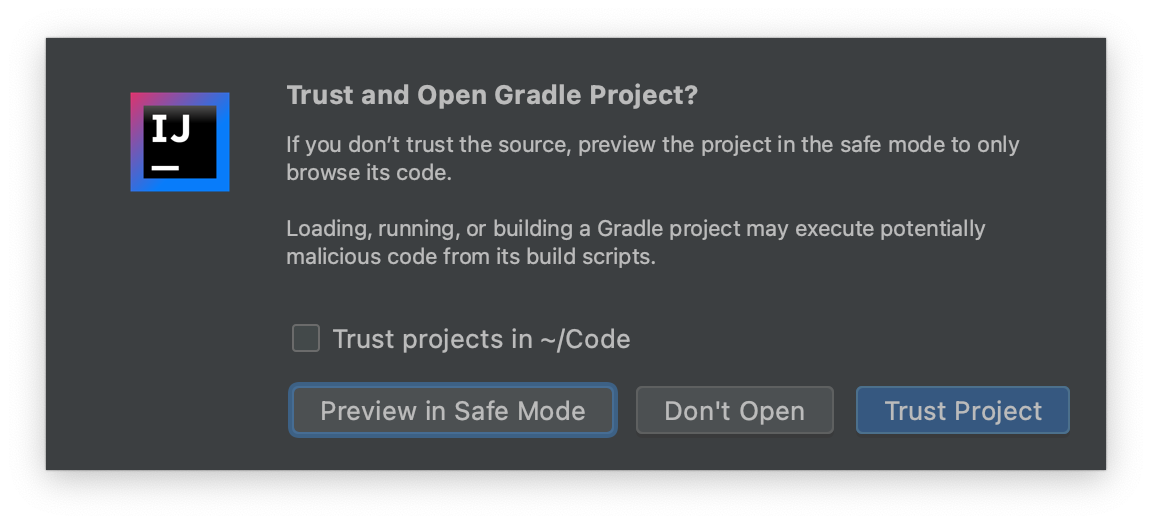 IJ
Trust and Open Gradle Project?
If you don’t trust the source, preview the project in the safe mode to only
browse its code.
Loading, running, or building a Gradle project may execute potentially
malicious code from its build scripts.
Trust projects in ~/Code
Preview in Safe Mode
Don't Open
Trust Project